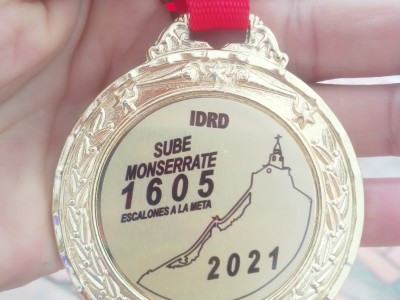 IDRD
SUBE
MONSERRATE
1605
ESCALONES A LA META
2021